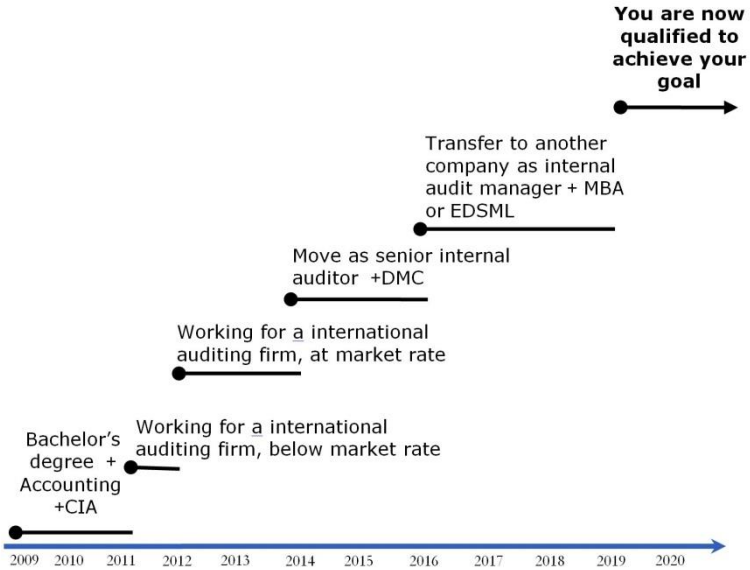 You are now
qualified to
achieve your
goal
Transfer to another
company as internal
audit manager + MBA
or EDSML
Move as senior internal
auditor +DMC
Working for a international
auditing firm, at market rate
Working for a international
auditing firm, below market rate
Bachelor's
degree +
Accounting
+CIA
2009 2010 2011 2012 2013 2014 2015 2016 2017 2018 2019 2020